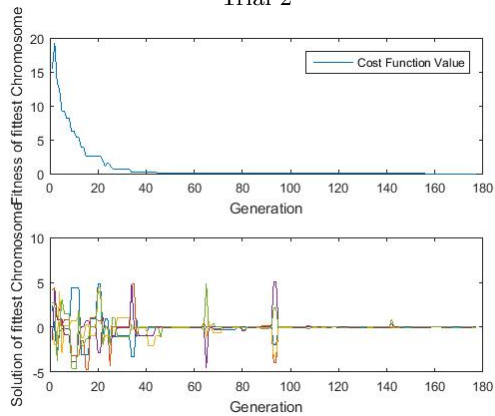 Trial 2
Fitness of fittest Chromosome
20
15
10
5
0
Cost Function Value
0 20 40 60 80 100 120 140 160 180
Generation
Solution of fittest Chromosome
10
5
0
-5
0 20 40 60 80 100 120 140 160 180
Generation